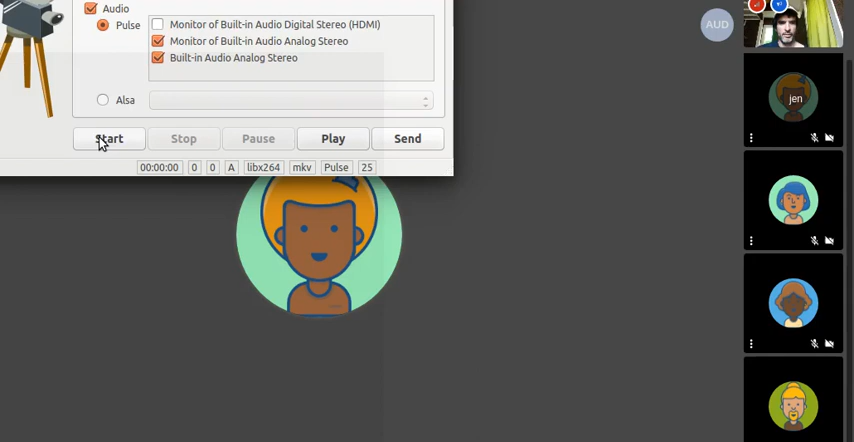 Audio
Pulse
Monitor of Built-in Audio Digital Stereo (HDMI)
Monitor of Built-in Audio Analog Stereo
Built-in Audio Analog Stereo
Alsa
Start Stop Pause Play Send
00:00:00 0 0 A libx264 mkv Pulse 25
AUD
jen